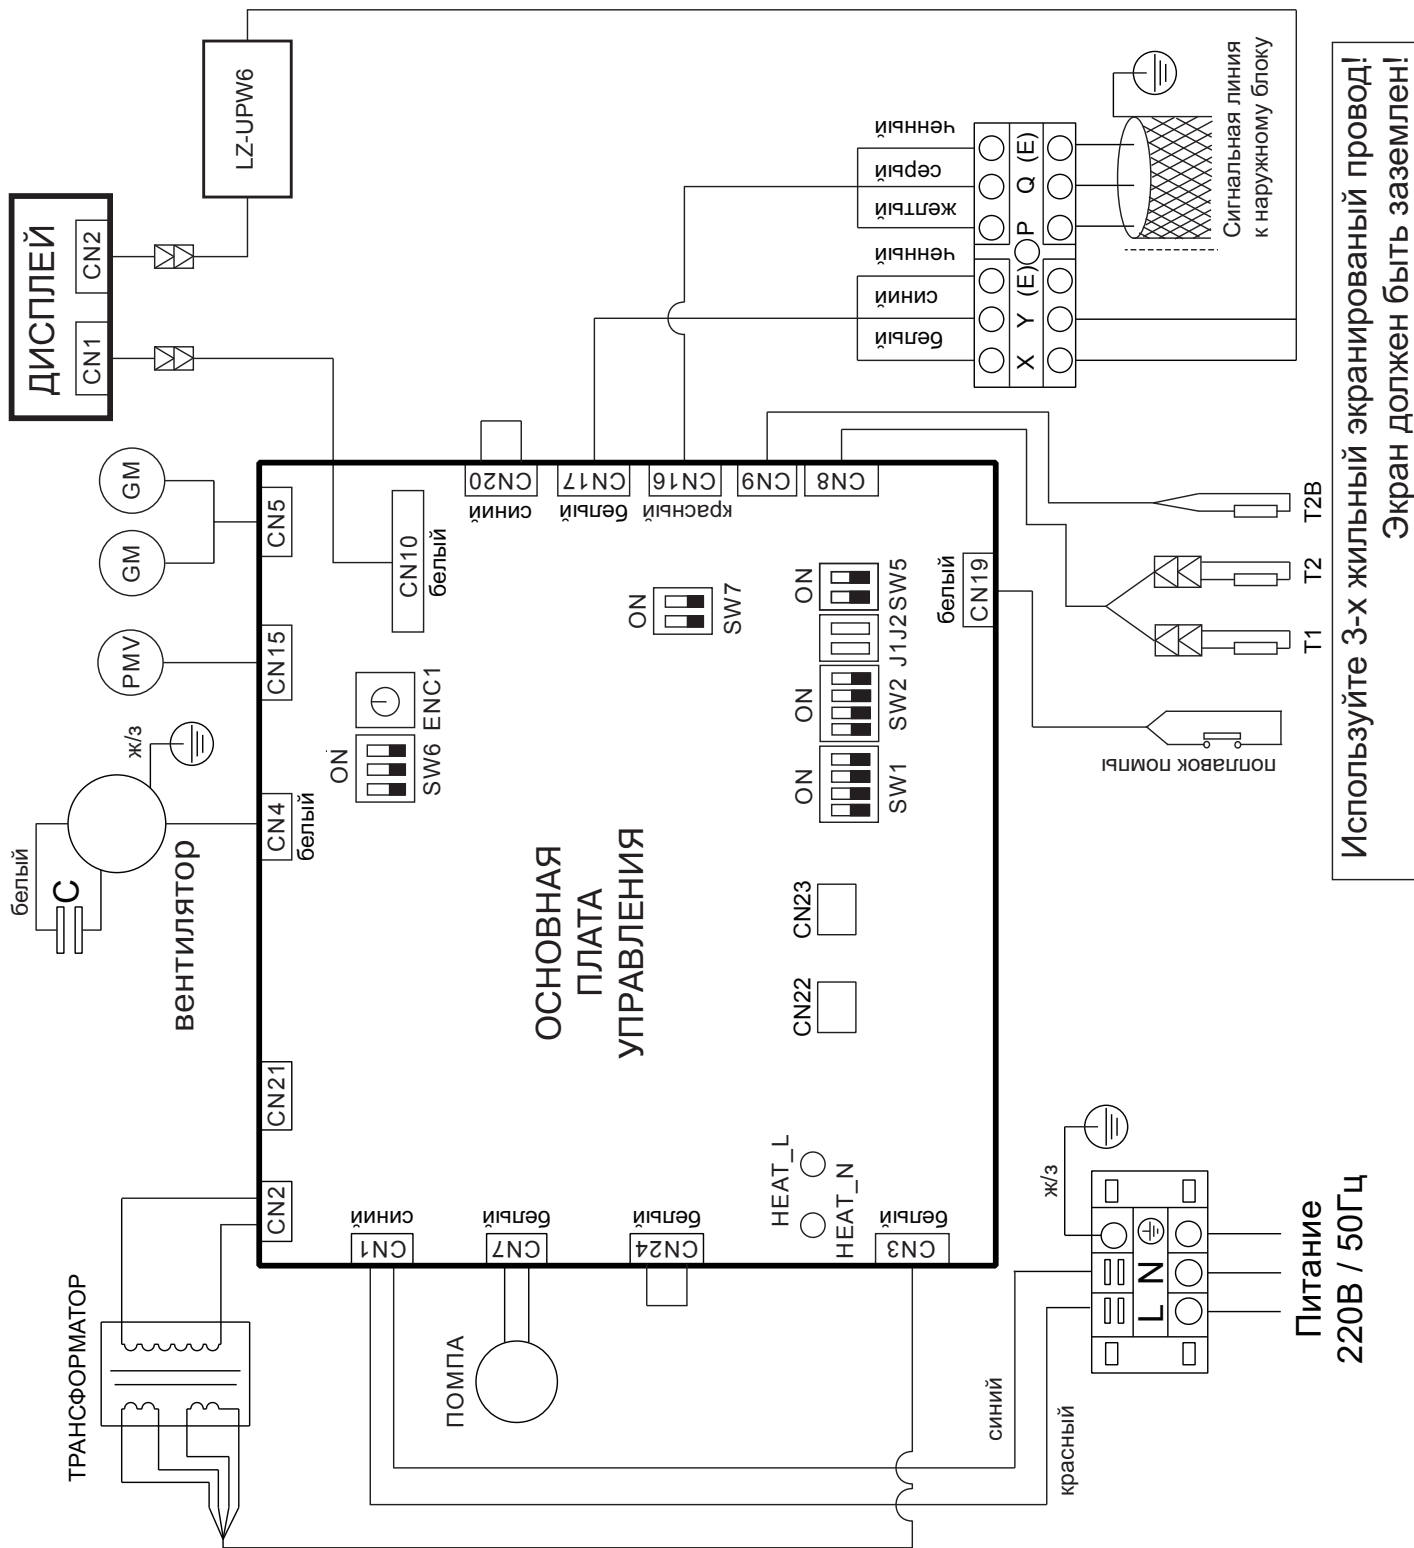 ДИСПЛЕЙ
CN1
CN2
LZ-UPW6
GM
GM
PMV
ж/з
белый
C
вентилятор
ТРАНСФОРМАТОР
CN2
CN21
CN4
белый
CN15
CN5
CN10
белый
CN20
синий
CN17
белый
CN16
красный
CN9
CN8
CN19
белый
ON
SW6
ENC1
ON
SW7
ON
SW1
ON
SW2
J1J2
ON
SW5
ОСНОВНАЯ
ПЛАТА
УПРАВЛЕНИЯ
CN22
CN23
HEAT_L
HEAT_N
CN1
синий
CN7
белый
CN24
белый
CN3
белый
ПОМПА
синий
красный
ж/з
L N
Питание
220В / 50Гц
белый
синий
ченный
желтый
серый
ченный
X Y (E) P Q (E)
Сигнальная линия
к наружному блоку
поплавок помпы
T1
T2
T2B
Используйте 3-х жильный экранированый провод!
Экран должен быть заземлен!